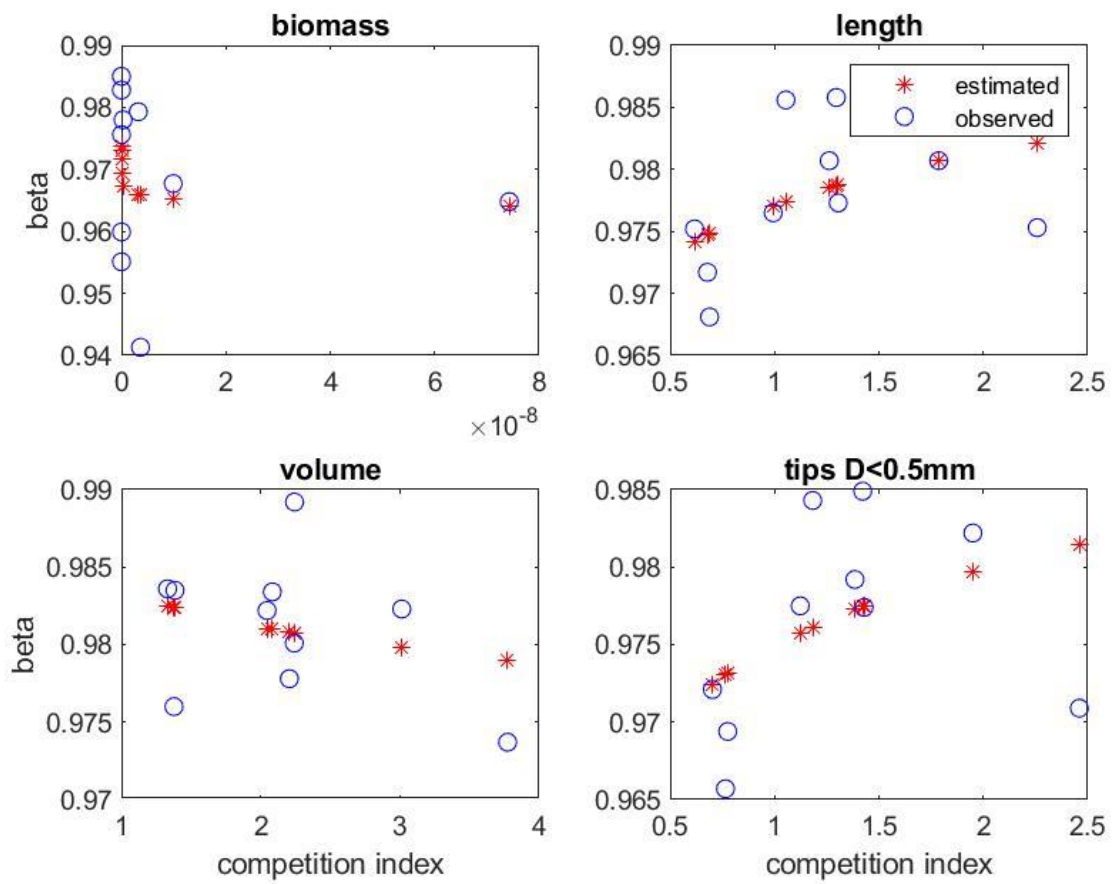 biomass
0.99
0.98
0.97
0.96
0.95
0.94
beta
0 2 4 6 8
×10-8
length
0.99
0.985
0.98
0.975
0.97
0.965
0.5 1 1.5 2 2.5
estimated
observed
volume
0.99
0.985
0.98
0.975
0.97
beta
1 2 3 4
competition index
tips D<0.5mm
0.985
0.98
0.975
0.97
0.965
0.5 1 1.5 2 2.5
competition index